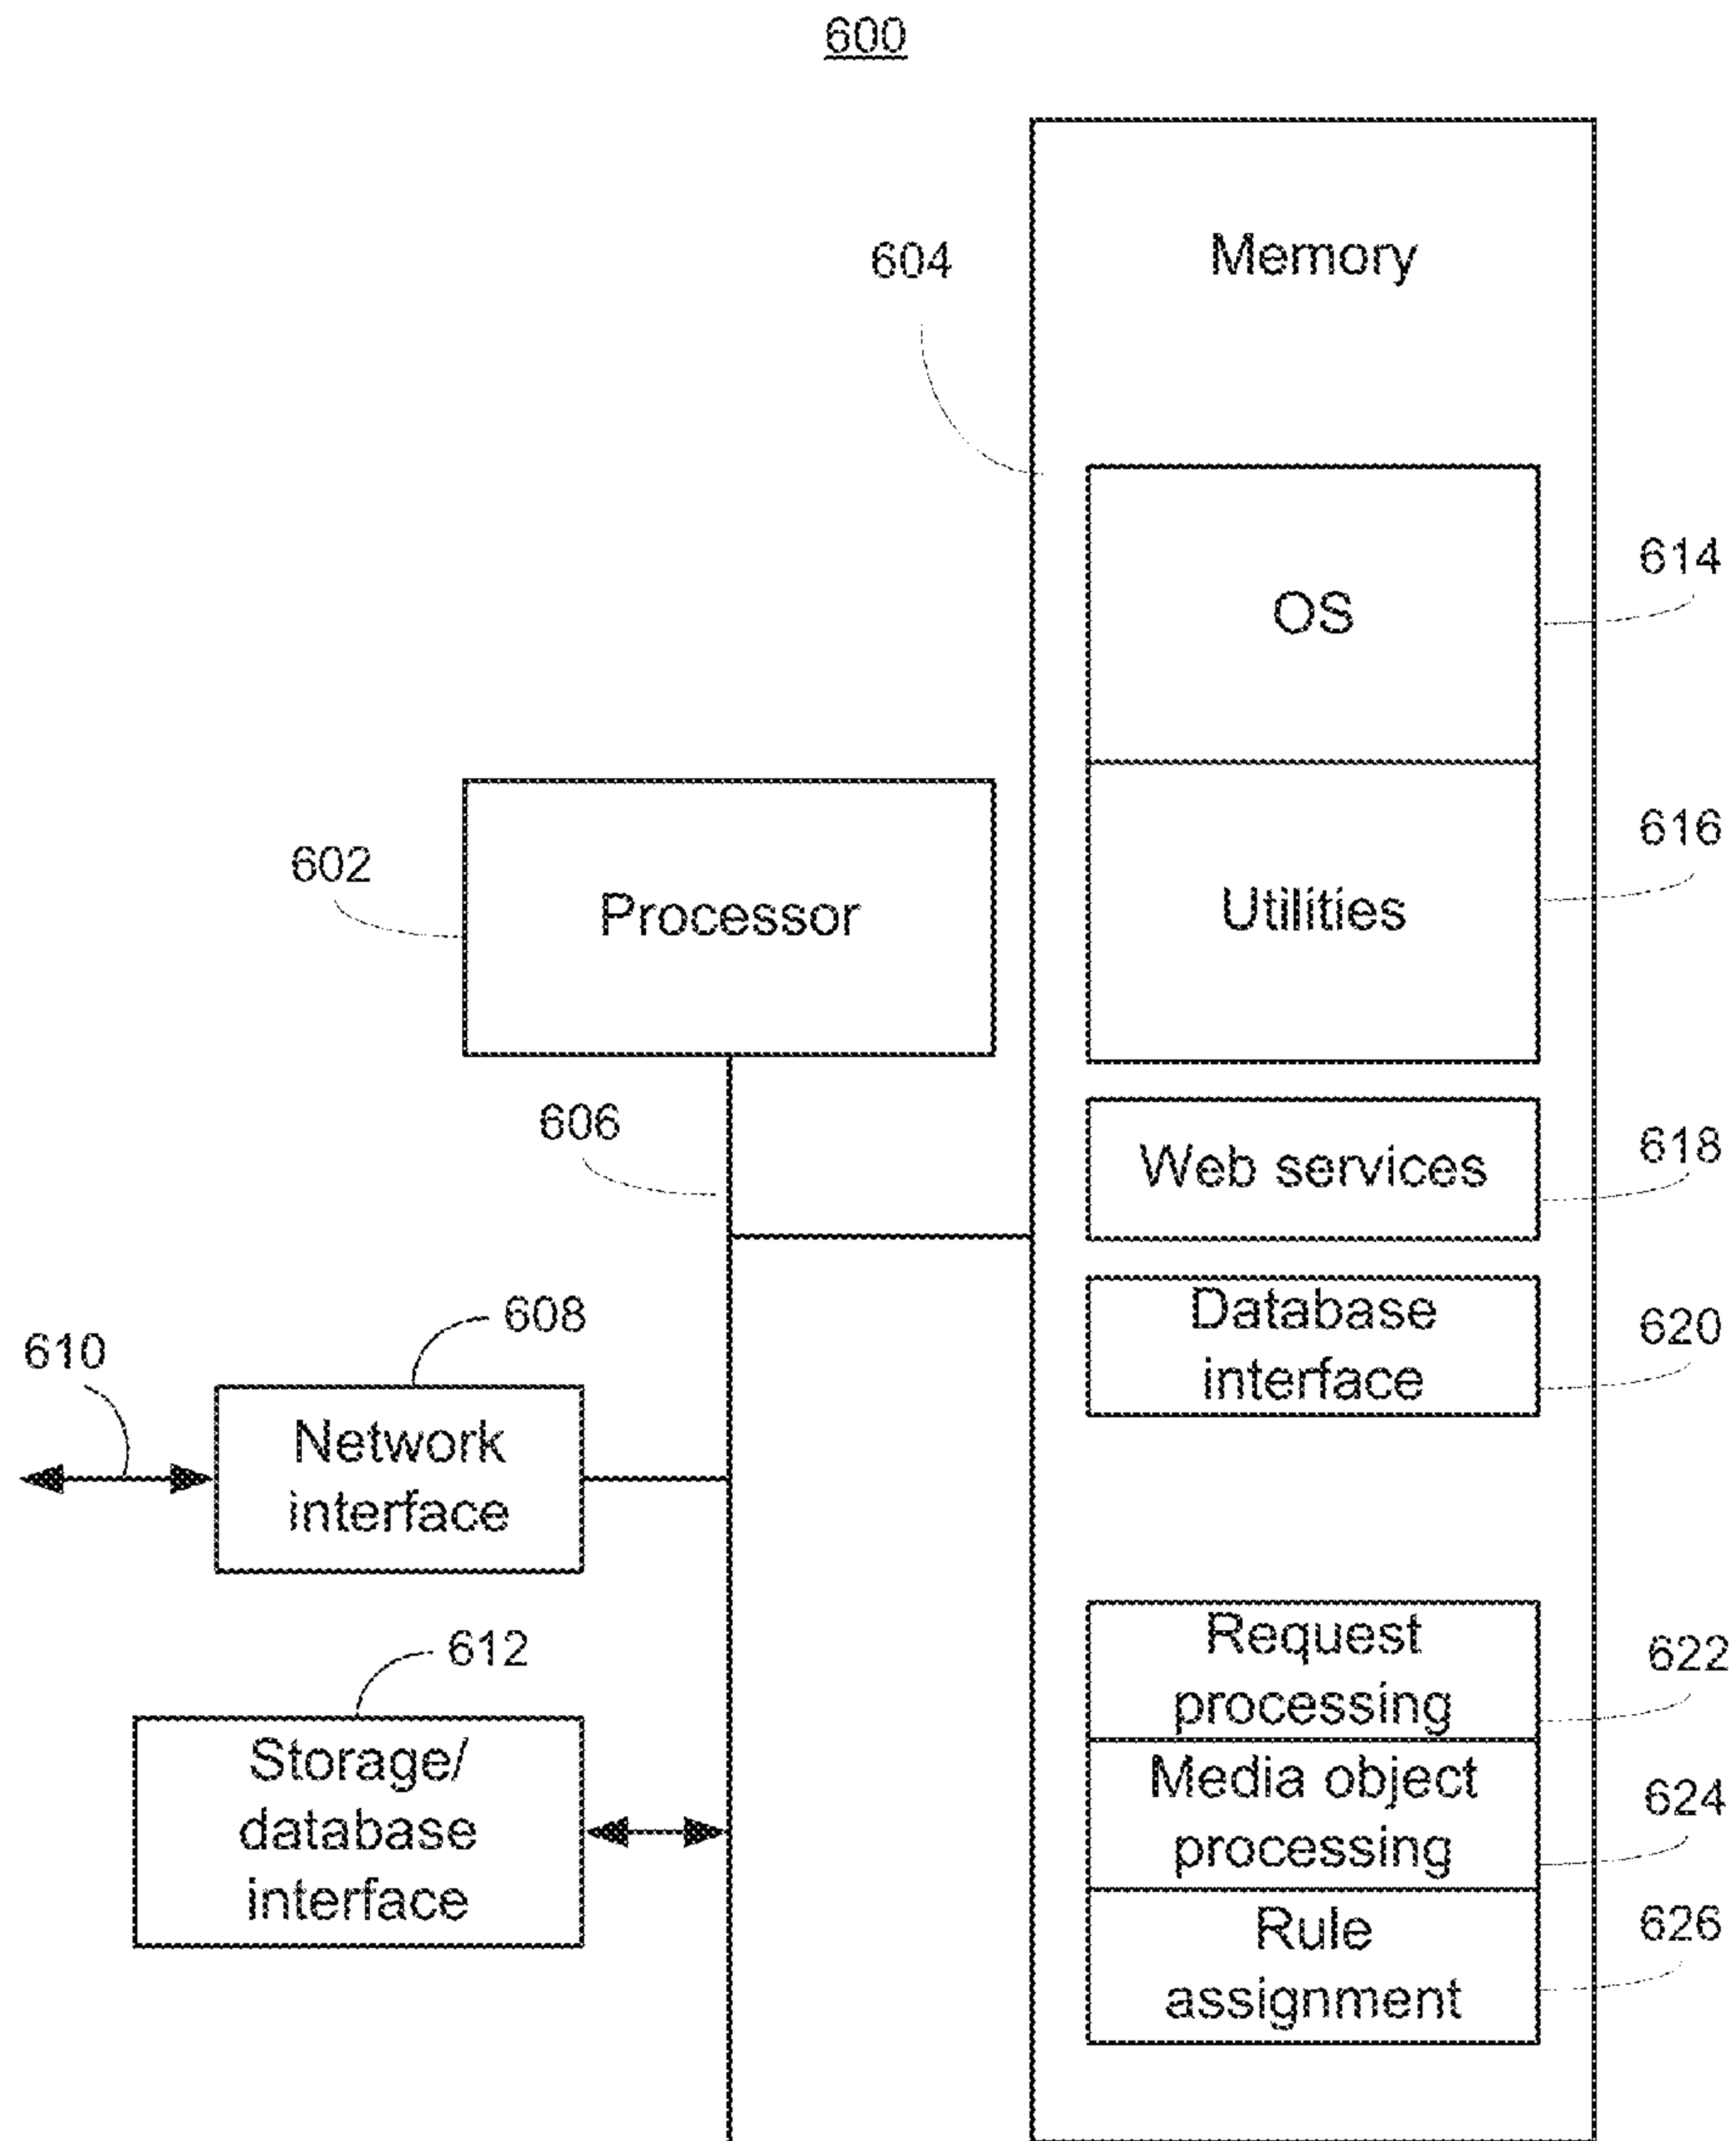 600
Memory
604
OS
614
Utilities
616
Processor
602
606
Web services
618
Database
interface
620
608
610
Network
interface
612
Storage/
database
interface
Request
processing
622
Media object
processing
624
Rule
assignment
626